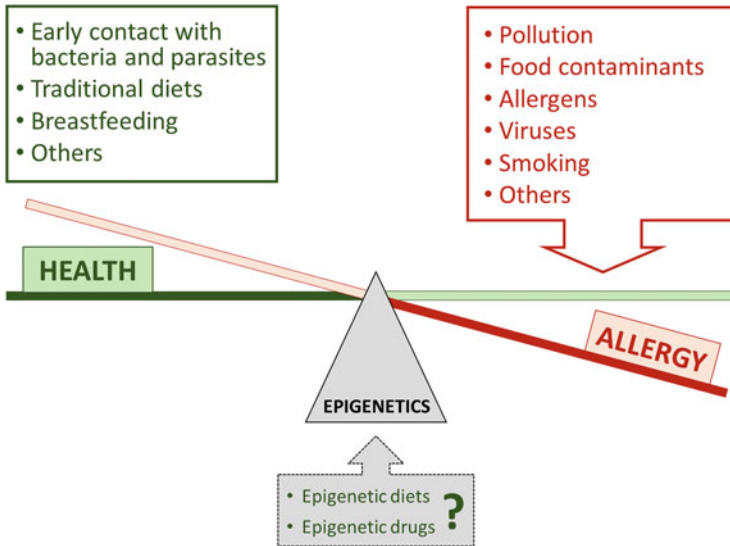 • Early contact with
bacteria and parasites
• Traditional diets
• Breastfeeding
• Others
• Pollution
• Food contaminants
• Allergens
• Viruses
• Smoking
• Others
HEALTH
ALLERGY
EPIGENETICS
• Epigenetic diets
• Epigenetic drugs
?